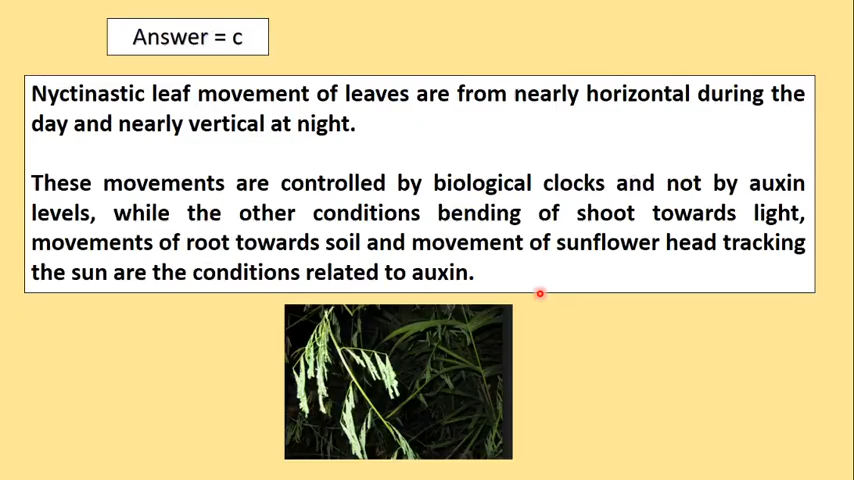 Answer = c
Nyctinastic leaf movement of leaves are from nearly horizontal during the
day and nearly vertical at night.
These movements are controlled by biological clocks and not by auxin
levels, while the other conditions bending of shoot towards light,
movements of root towards soil and movement of sunflower head tracking
the sun are the conditions related to auxin.